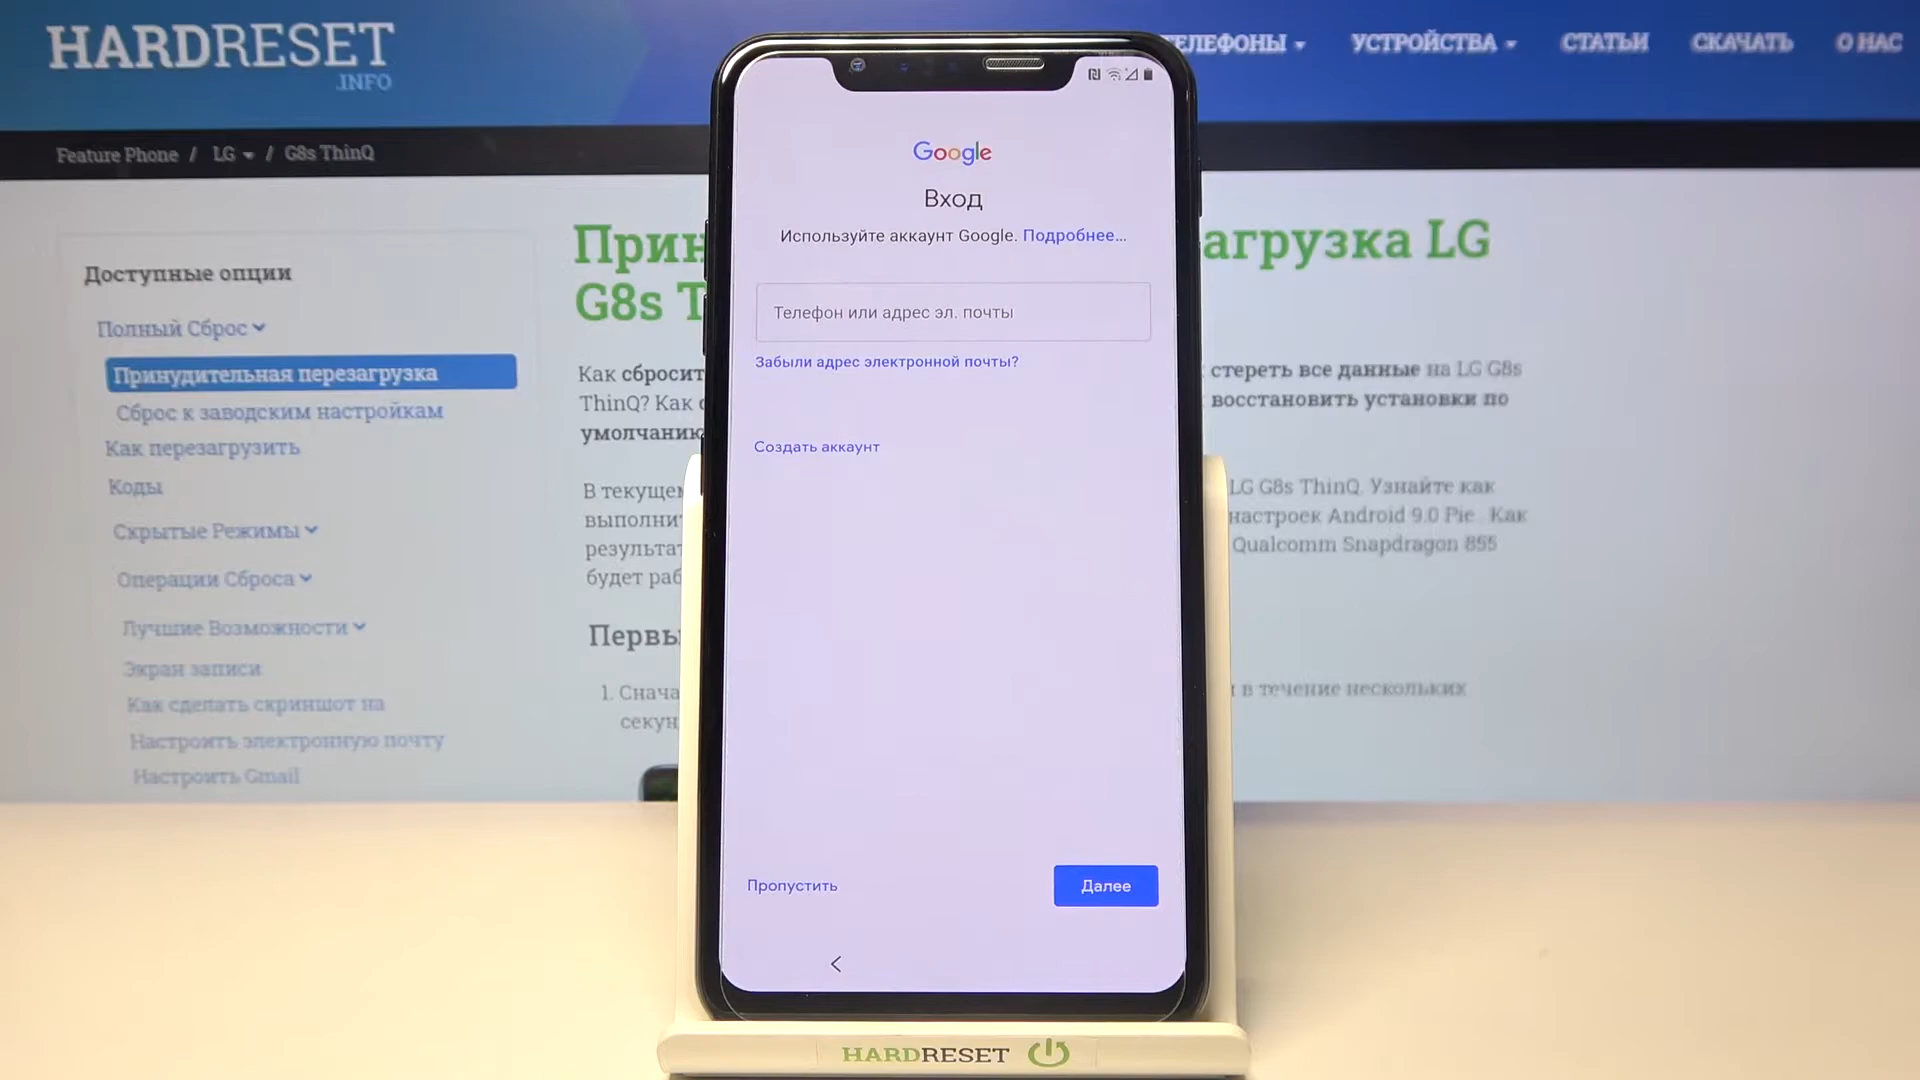 HARDRESET
.INFO
ТЕЛЕФОНЫ
УСТРОЙСТВА
СТАТЬИ
СКАЧАТЬ
О НАС
Feature Phone / LG / G8s ThinQ
Доступные опции
Полный Сброс
Принудительная перезагрузка
Сброс к заводским настройкам
Как перезагрузить
Коды
Скрытые Режимы
Операции Сброса
Лучшие Возможности
Экран записи
Как сделать скриншот на
Настроить электронную почту
Настроить Gmail
Прин
агрузка LG
G8s T
Как сбросит
стереть все данные на LG G8s
ThinQ? Как
восстановить установки по
умолчанию
В текущем
LG G8s ThinQ. Узнайте как
выполни
настроек Android 9.0 Pie . Как
результат
Qualcomm Snapdragon 855
будет раб
Первы
1. Снача
в течение нескольких
секун
Google
Вход
Используйте аккаунт Google. Подробнее...
Телефон или адрес эл. почты
Забыли адрес электронной почты?
Создать аккаунт
Пропустить
Далее
HARDRESET